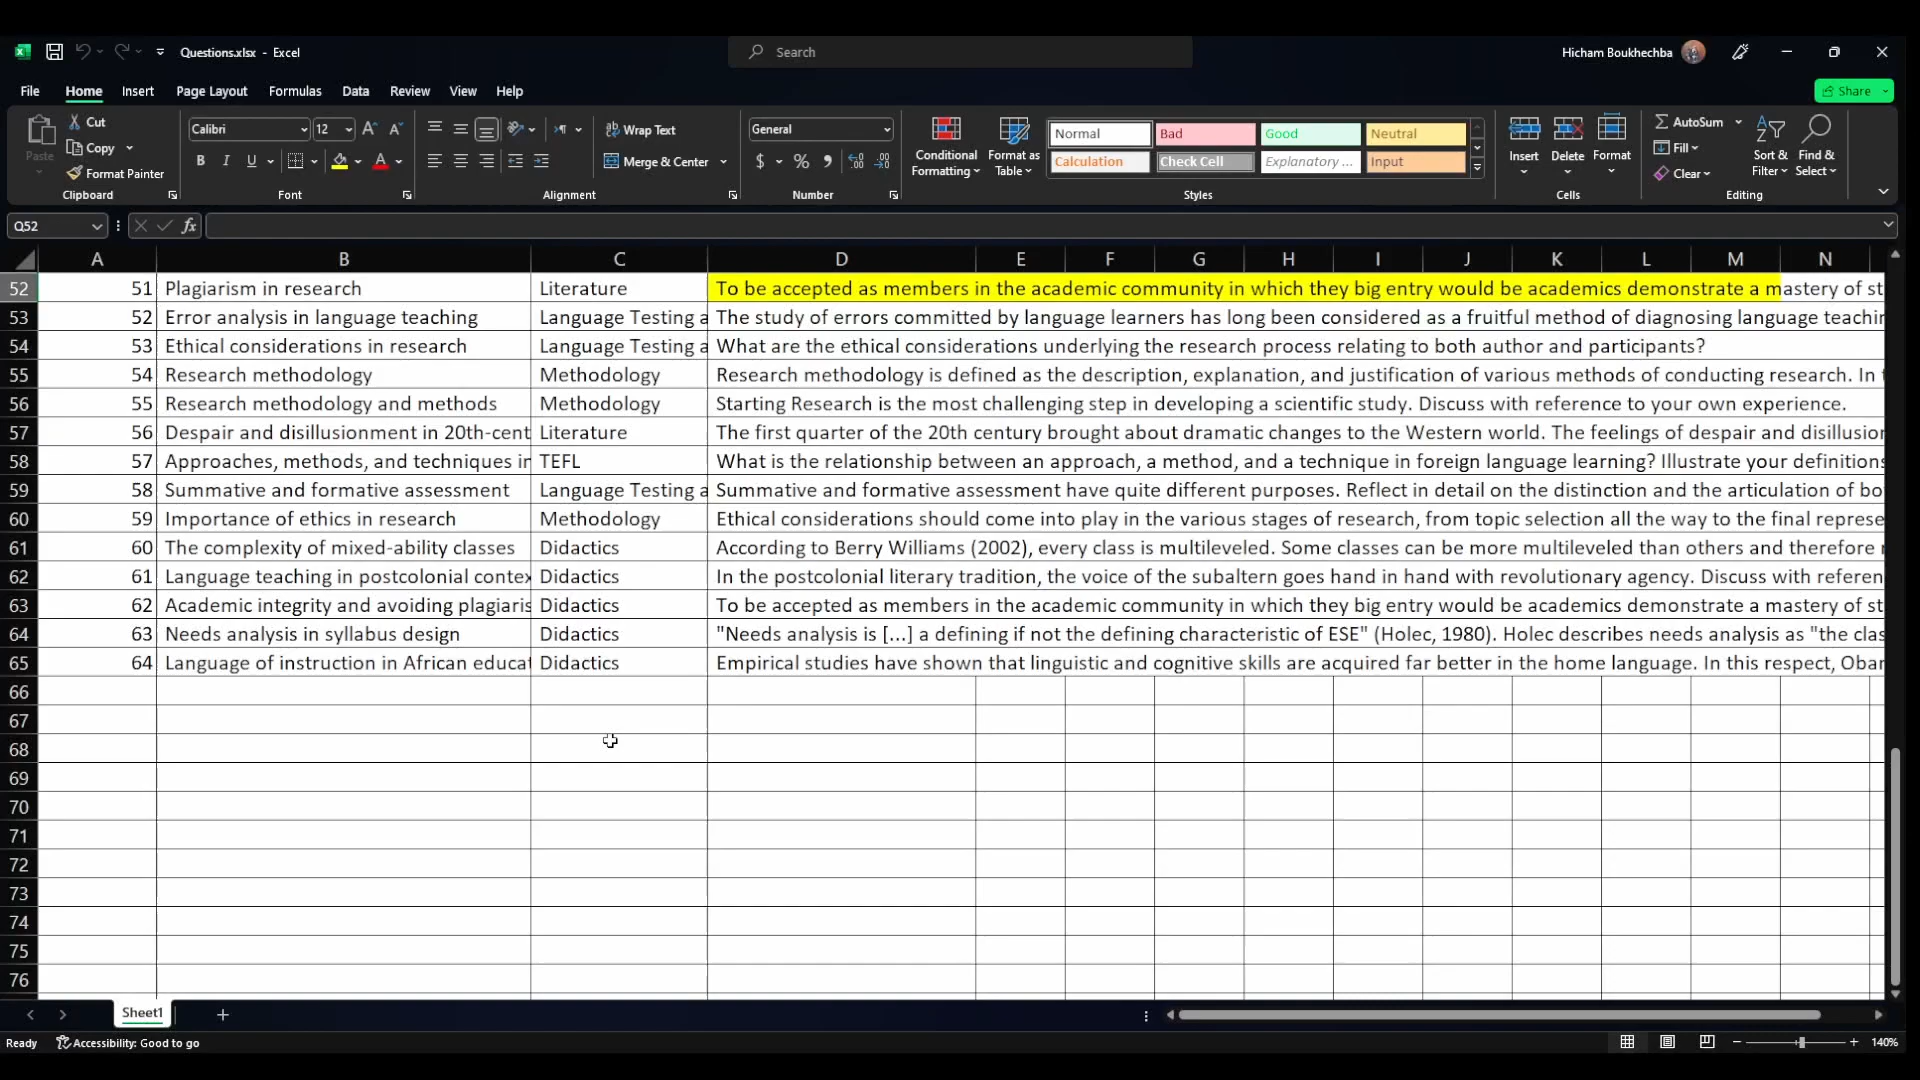 Questions.xlsx - Excel
Search
Hicham Boukhechba
File Home Insert Page Layout Formulas Data Review View Help
Share
Paste
Cut
Copy
Format Painter
Clipboard
Calibri 12
B I U
Font
Wrap Text
Merge & Center
Alignment
General
$ % 9
Number
Conditional Formatting
Format as Table
Normal Bad Good Neutral
Calculation Check Cell Explanatory ... Input
Styles
Insert Delete Format
Cells
AutoSum
Fill
Clear
Sort & Filter
Find & Select
Editing
Q52
fx
A B C D E F G H I J K L M N
52 51 Plagiarism in research Literature To be accepted as members in the academic community in which they big entry would be academics demonstrate a mastery of st
53 52 Error analysis in language teaching Language Testing a The study of errors committed by language learners has long been considered as a fruitful method of diagnosing language teachin
54 53 Ethical considerations in research Language Testing a What are the ethical considerations underlying the research process relating to both author and participants?
55 54 Research methodology Methodology Research methodology is defined as the description, explanation, and justification of various methods of conducting research. In t
56 55 Research methodology and methods Methodology Starting Research is the most challenging step in developing a scientific study. Discuss with reference to your own experience.
57 56 Despair and disillusionment in 20th-cent Literature The first quarter of the 20th century brought about dramatic changes to the Western world. The feelings of despair and disillusior
58 57 Approaches, methods, and techniques in TEFL What is the relationship between an approach, a method, and a technique in foreign language learning? Illustrate your definitions
59 58 Summative and formative assessment Language Testing a Summative and formative assessment have quite different purposes. Reflect in detail on the distinction and the articulation of bo
60 59 Importance of ethics in research Methodology Ethical considerations should come into play in the various stages of research, from topic selection all the way to the final represe
61 60 The complexity of mixed-ability classes Didactics According to Berry Williams (2002), every class is multileveled. Some classes can be more multileveled than others and therefore
62 61 Language teaching in postcolonial contex Didactics In the postcolonial literary tradition, the voice of the subaltern goes hand in hand with revolutionary agency. Discuss with referen
63 62 Academic integrity and avoiding plagiaris Didactics To be accepted as members in the academic community in which they big entry would be academics demonstrate a mastery of st
64 63 Needs analysis in syllabus design Didactics "Needs analysis is [...] a defining if not the defining characteristic of ESE" (Holec, 1980). Holec describes needs analysis as "the clas
65 64 Language of instruction in African educat Didactics Empirical studies have shown that linguistic and cognitive skills are acquired far better in the home language. In this respect, Obar
66
67
68
69
70
71
72
73
74
75
76
Sheet1
Ready Accessibility: Good to go
140%